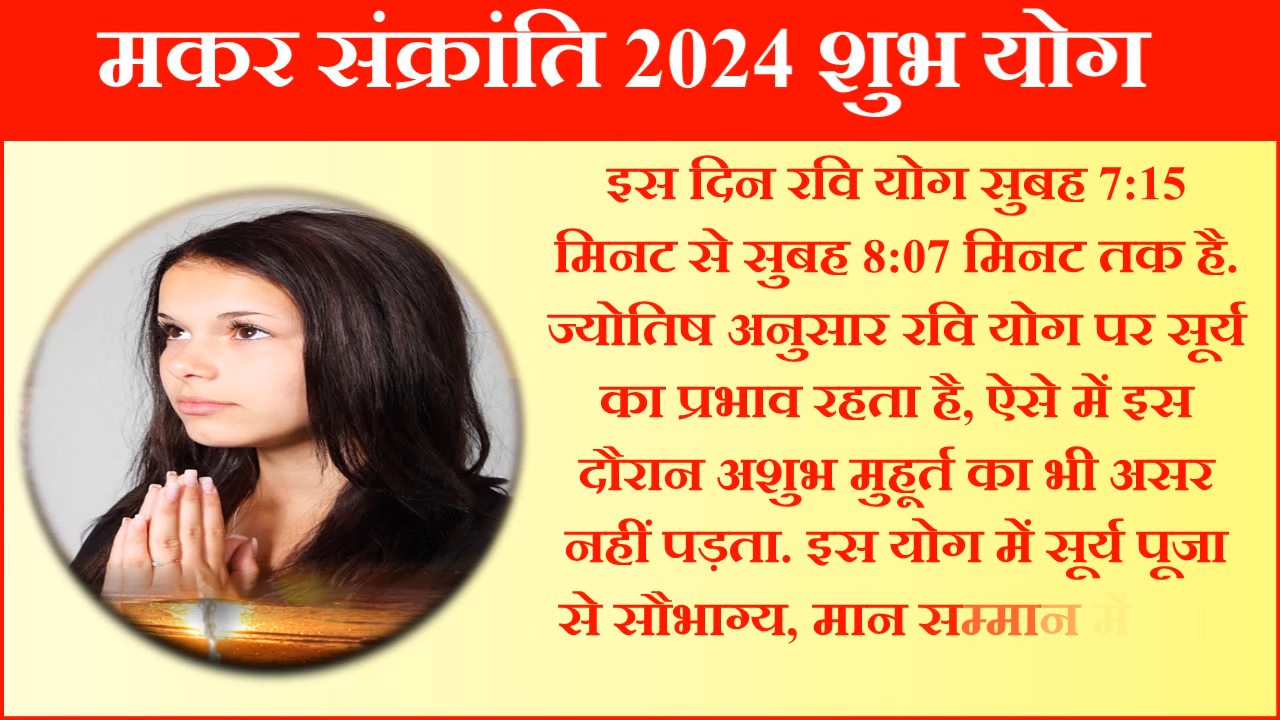 मकर संक्रांति 2024 शुभ योग
इस दिन रवि योग सुबह 7:15
मिनट से सुबह 8:07 मिनट तक है.
ज्योतिष अनुसार रवि योग पर सूर्य
का प्रभाव रहता है, ऐसे में इस
दौरान अशुभ मुहूर्त का भी असर
नहीं पड़ता. इस योग में सूर्य पूजा
से सौभाग्य, मान सम्मान में